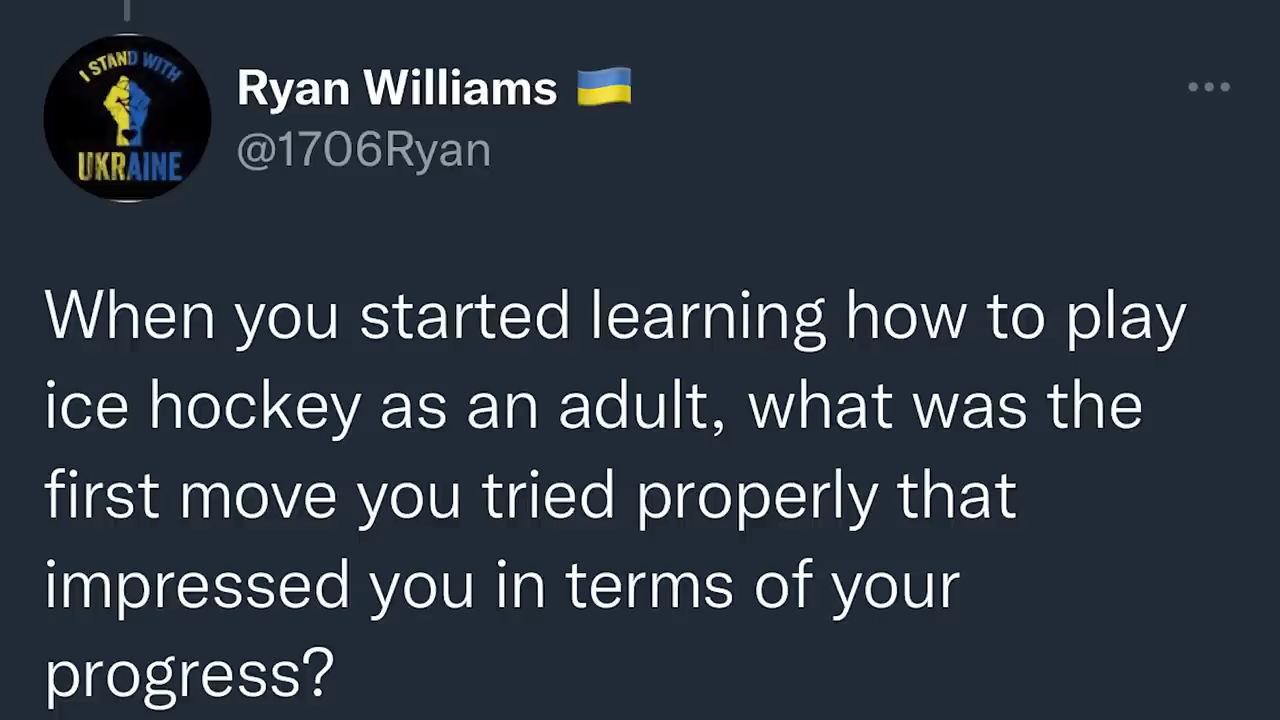 I STAND WITH
UKRAINE
Ryan Williams 🇺🇦
@1706Ryan
When you started learning how to play
ice hockey as an adult, what was the
first move you tried properly that
impressed you in terms of your
progress?